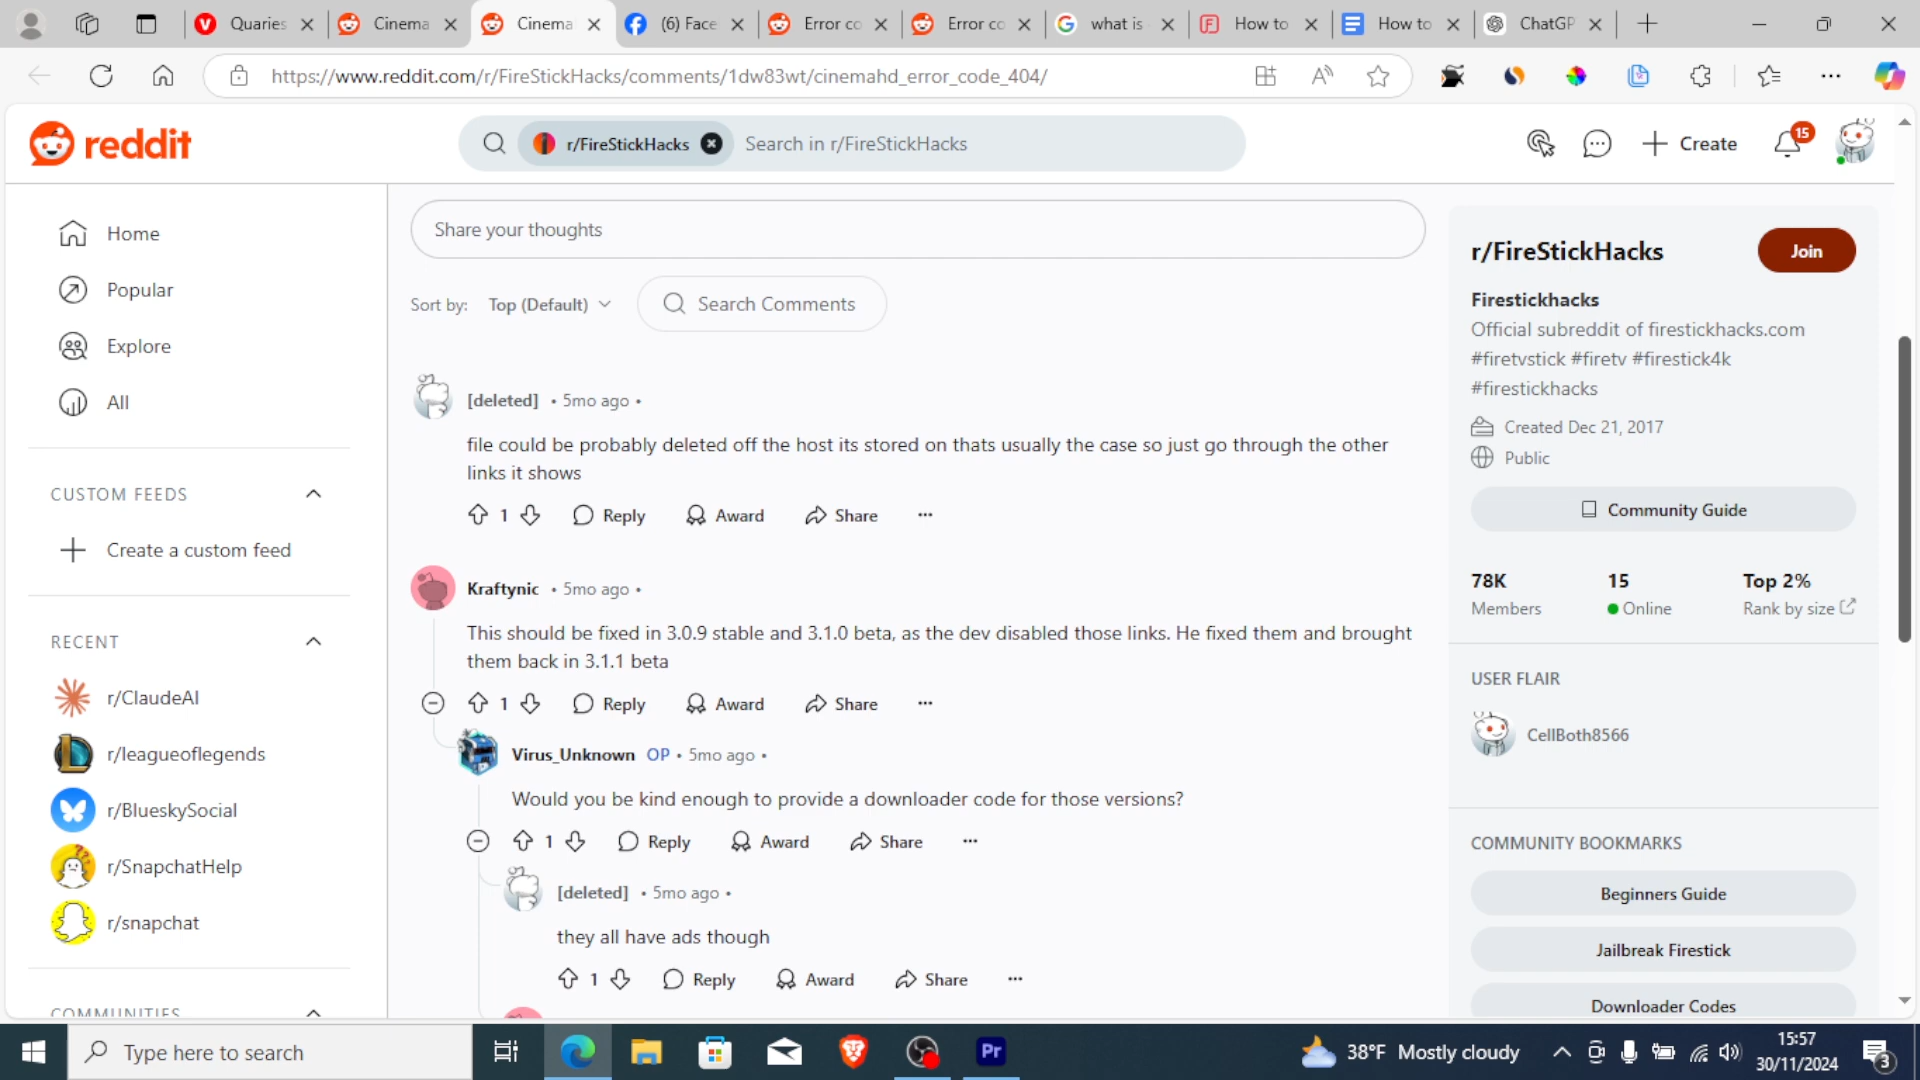 Quaries
Cinema
Cinema
(6) Face
Error co
Error co
what is
How to
How to
ChatGP
https://www.reddit.com/r/FireStickHacks/comments/1dw83wt/cinemahd_error_code_404/
reddit
r/FireStickHacks
Search in r/FireStickHacks
Create
15
Home
Popular
Explore
All
CUSTOM FEEDS
Create a custom feed
RECENT
r/ClaudeAI
r/leagueoflegends
r/BlueskySocial
r/SnapchatHelp
r/snapchat
COMMUNITIES
Share your thoughts
Sort by: Top (Default)
Search Comments
[deleted] • 5mo ago •
file could be probably deleted off the host its stored on thats usually the case so just go through the other
links it shows
1 Reply Award Share ...
Kraftynic • 5mo ago •
This should be fixed in 3.0.9 stable and 3.1.0 beta, as the dev disabled those links. He fixed them and brought
them back in 3.1.1 beta
1 Reply Award Share ...
Virus_Unknown OP • 5mo ago •
Would you be kind enough to provide a downloader code for those versions?
1 Reply Award Share ...
[deleted] • 5mo ago •
they all have ads though
1 Reply Award Share ...
r/FireStickHacks
Join
Firestickhacks
Official subreddit of firestickhacks.com
#firetvstick #firetv #firestick4k
#firestickhacks
Created Dec 21, 2017
Public
Community Guide
78K 15 Top 2%
Members Online Rank by size
USER FLAIR
CellBoth8566
COMMUNITY BOOKMARKS
Beginners Guide
Jailbreak Firestick
Downloader Codes
Type here to search
Pr
38°F Mostly cloudy
15:57
30/11/2024
3